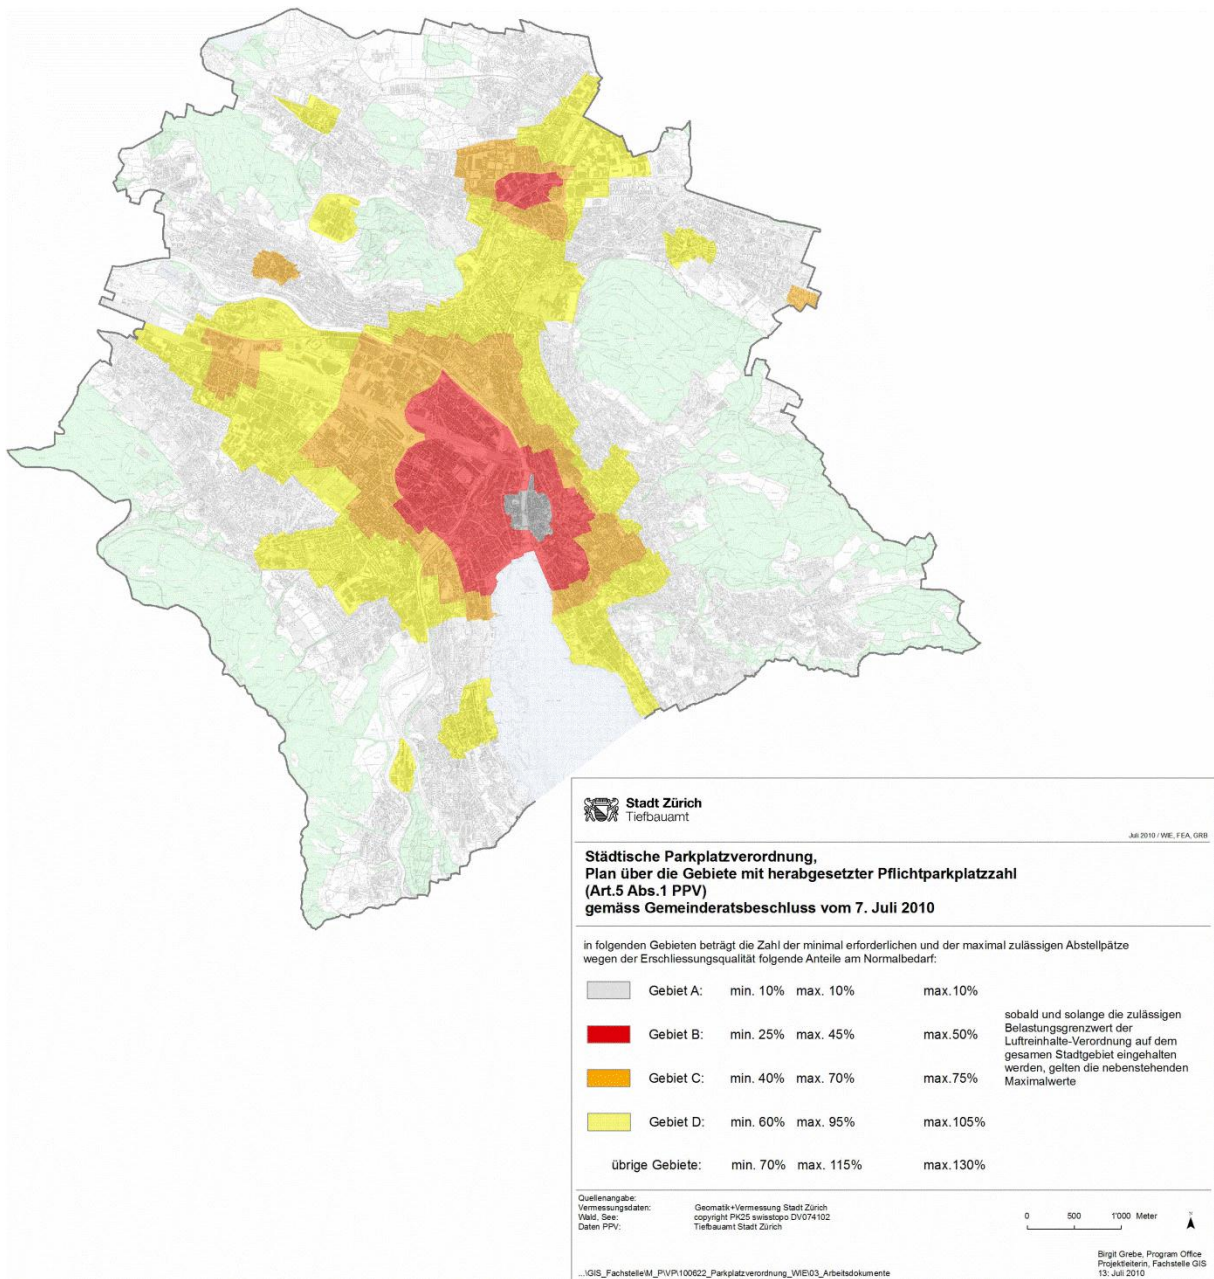 Stadt Zürich
Tiefbauamt
Juli 2010 / WIE, FEA, GRB
Städtische Parkplatzverordnung,
Plan über die Gebiete mit herabgesetzter Pflichtparkplatzzahl
(Art.5 Abs.1 PPV)
gemäss Gemeinderatsbeschluss vom 7. Juli 2010
in folgenden Gebieten beträgt die Zahl der minimal erforderlichen und der maximal zulässigen Abstellpätze
wegen der Erschliessungsqualität folgende Anteile am Normalbedarf:
Gebiet A: min. 10% max. 10% max.10%
Gebiet B: min. 25% max. 45% max.50%
Gebiet C: min. 40% max. 70% max.75%
Gebiet D: min. 60% max. 95% max.105%
übrige Gebiete: min. 70% max. 115% max.130%
sobald und solange die zulässigen
Belastungsgrenzwert der
Luftreinhalte-Verordnung auf dem
gesamen Stadtgebiet eingehalten
werden, gelten die nebenstehenden
Maximalwerte
Quellenangabe:
Vermessungsdaten: Geomatik+Vermessung Stadt Zürich
Wald, See: copyright PK25 swisstopo DV074102
Daten PPV: Tiefbauamt Stadt Zürich
0 500 1'000 Meter
Birgit Grebe, Program Office
Projektleiterin, Fachstelle GIS
13. Juli 2010
...\GIS_Fachstelle\M_P\VP\100622_Parkplatzverordnung_WIE\03_Arbeitsdokumente